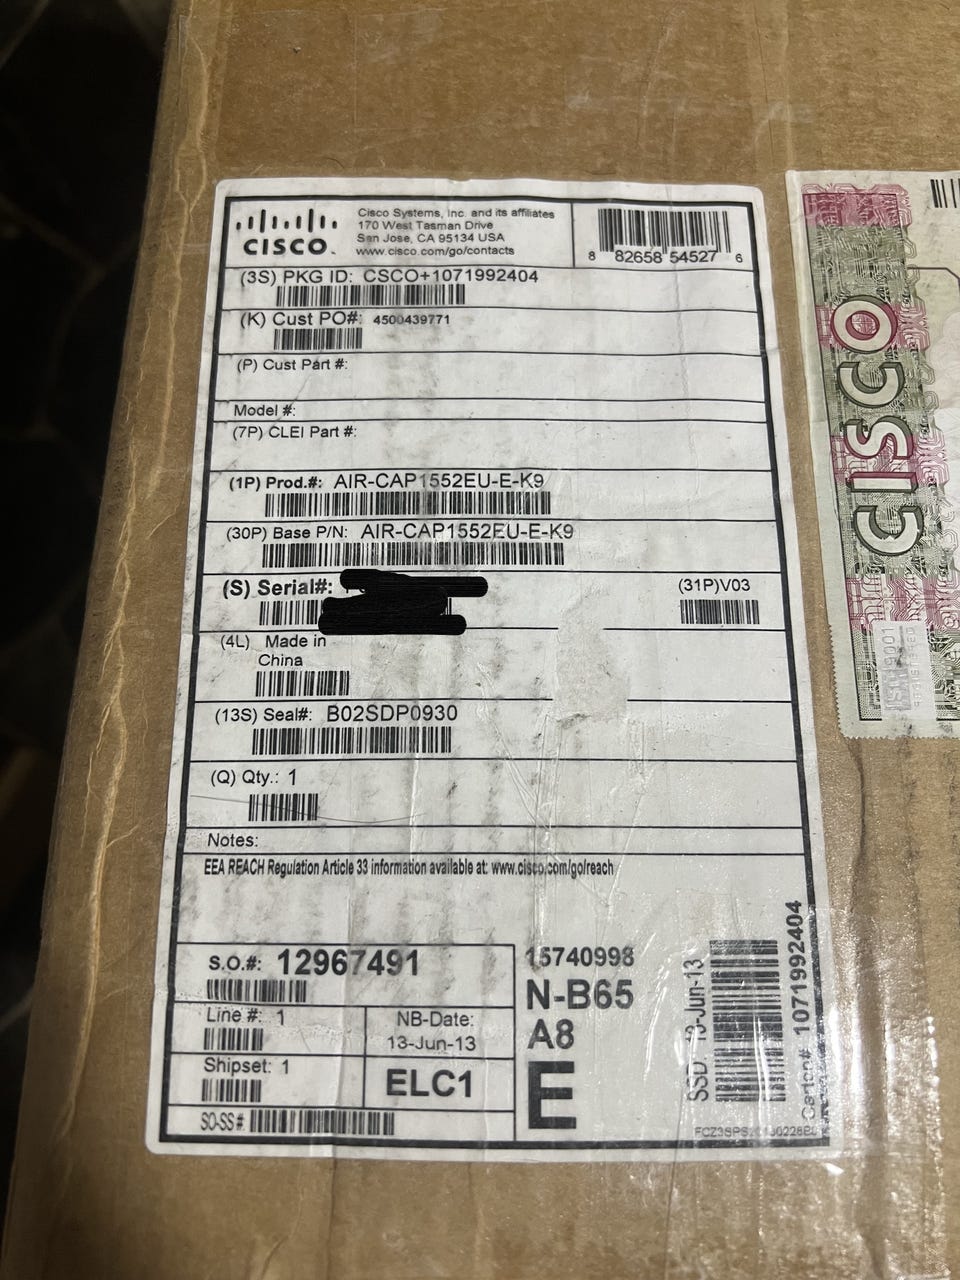 CISCO
Cisco Systems, Inc. and its affiliates
170 West Tasman Drive
San Jose, CA 95134 USA
www.cisco.com/go/contacts
8 82658 54527 6
(3S) PKG ID: CSCO+1071992404
(K) Cust PO#: 4500439771
(P) Cust Part #:
Model #:
(7P) CLEI Part #:
(1P) Prod.#: AIR-CAP1552EU-E-K9
(30P) Base P/N: AIR-CAP1552EU-E-K9
(S) Serial#:
(31P)V03
(4L) Made in
China
(13S) Seal#: B02SDP0930
(Q) Qty.: 1
Notes:
EEA REACH Regulation Article 33 information available at: www.cisco.com/go/reach
S.O.#: 12967491
Line #: 1
NB-Date:
13-Jun-13
Shipset: 1
ELC1
SO-SS#:
15740998
N-B65
A8
E
SSD: 13-Jun-13
Carton# 1071992404
CISCO